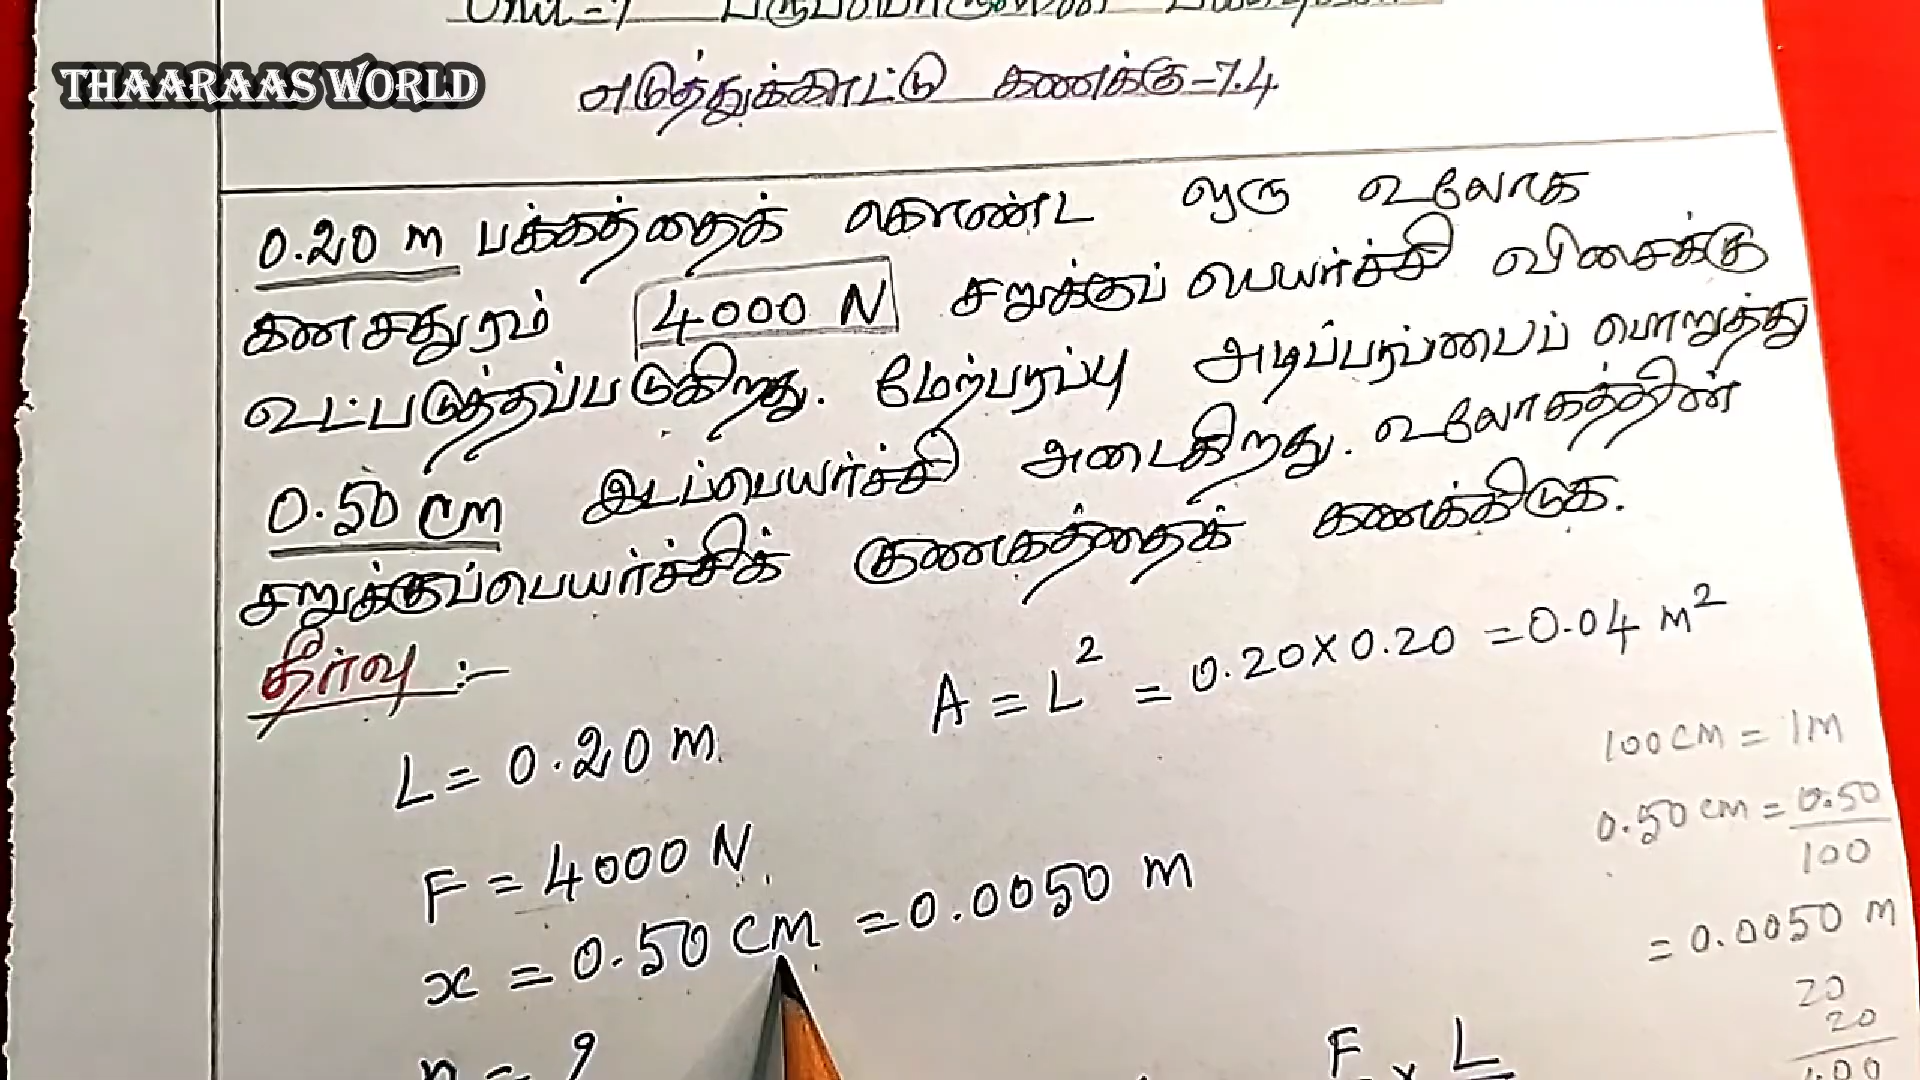 THAARAAS WORLD
எடுத்துக்காட்டு கணக்கு-7.4
0.20 m பக்கத்தைக் கொண்ட ஒரு உலோக
கனசதுரம் 4000 N சறுக்குப் பெயர்ச்சி விசைக்கு
உட்படுத்தப்படுகிறது. மேற்பரப்பு அடிப்பரப்பைப் பொறுத்து
0.50 cm இடப்பெயர்ச்சி அடைகிறது. உலோகத்தின்
சறுக்குப்பெயர்ச்சிக் குணகத்தைக் கணக்கிடுக.
தீர்வு :-
A = L² = 0.20×0.20 = 0.04 m²
L = 0.20 m
100 cm = 1m
0.50 cm = 0.50/100
F = 4000 N
x = 0.50 cm = 0.0050 m
= 0.0050 m
20
20
F × L